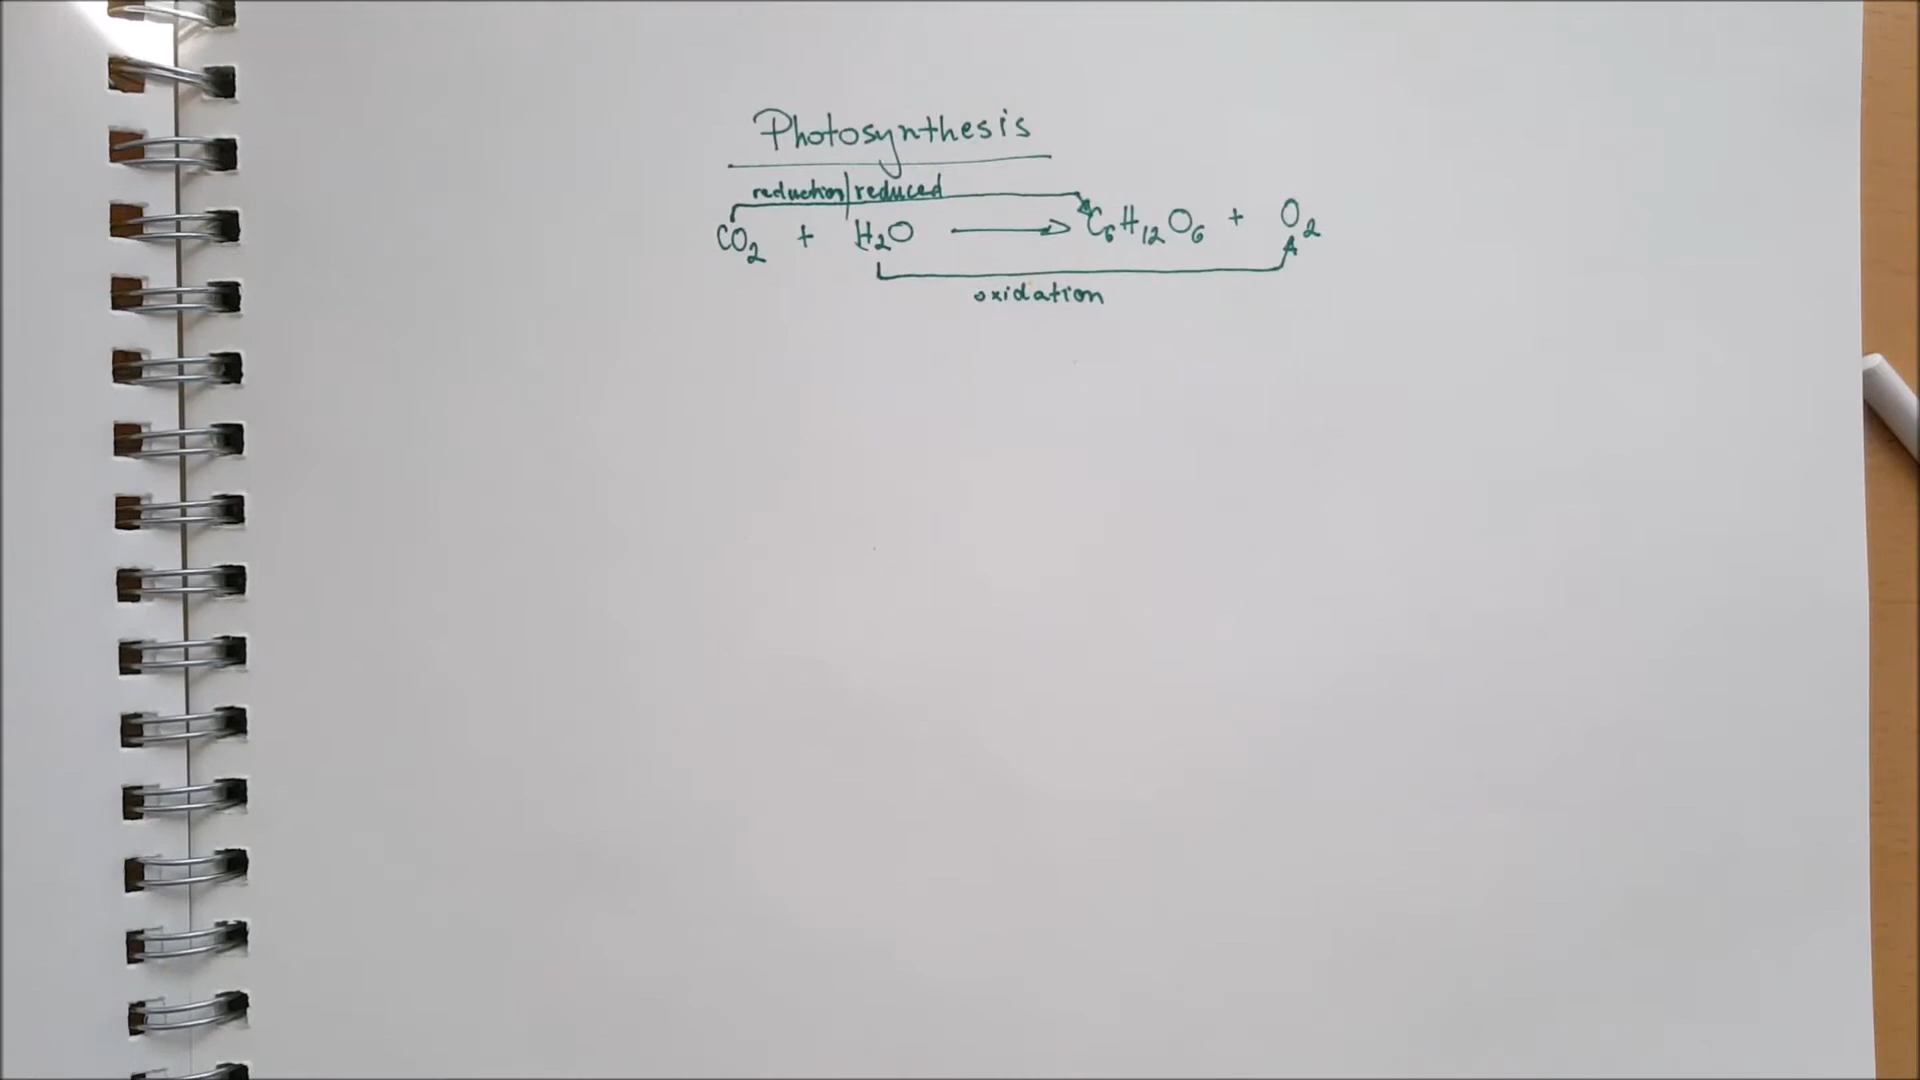 Photosynthesis
reduction/reduced
CO₂ + H₂O → C₆H₁₂O₆ + O₂
oxidation